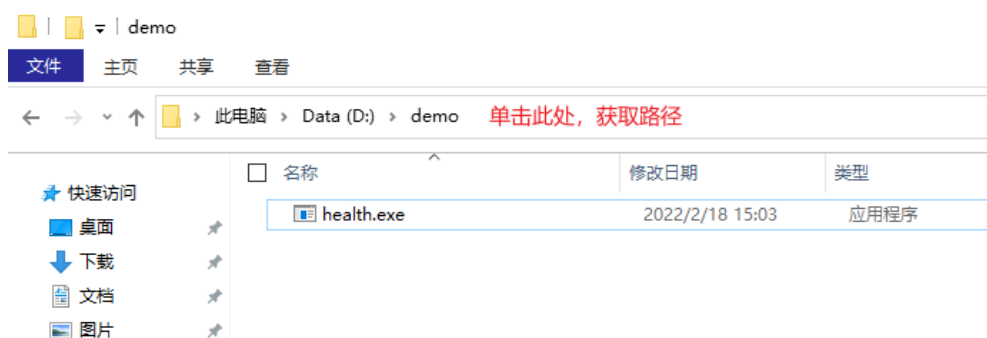 demo
文件 主页 共享 查看
此电脑 > Data (D:) > demo 单击此处，获取路径
名称 修改日期 类型
快速访问
health.exe 2022/2/18 15:03 应用程序
桌面
下载
文档
图片